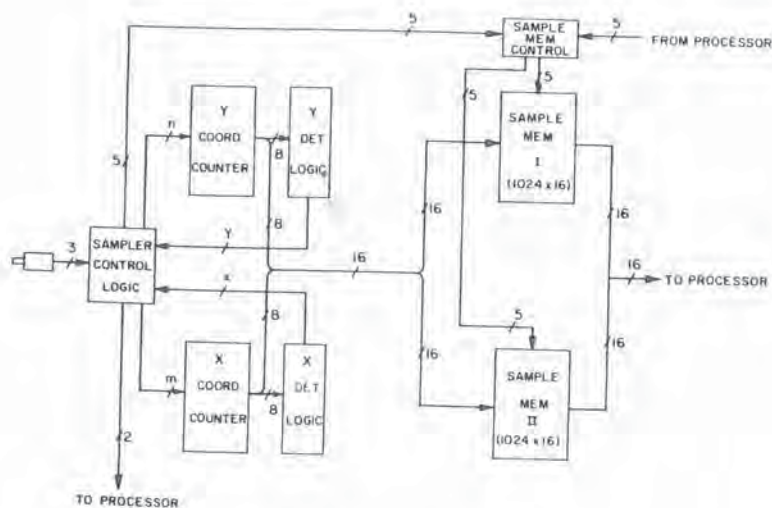 5
SAMPLE
MEM
CONTROL
5
FROM PROCESSOR
5
5
Y
COORD
COUNTER
n
8
Y
DET
LOGIC
SAMPLE
MEM
I
(1024 x 16)
5
8
16
16
Y
3
SAMPLER
CONTROL
LOGIC
16
16
TO PROCESSOR
x
8
5
16
16
X
COORD
COUNTER
m
8
X
DET
LOGIC
SAMPLE
MEM
II
(1024 x 16)
2
TO PROCESSOR